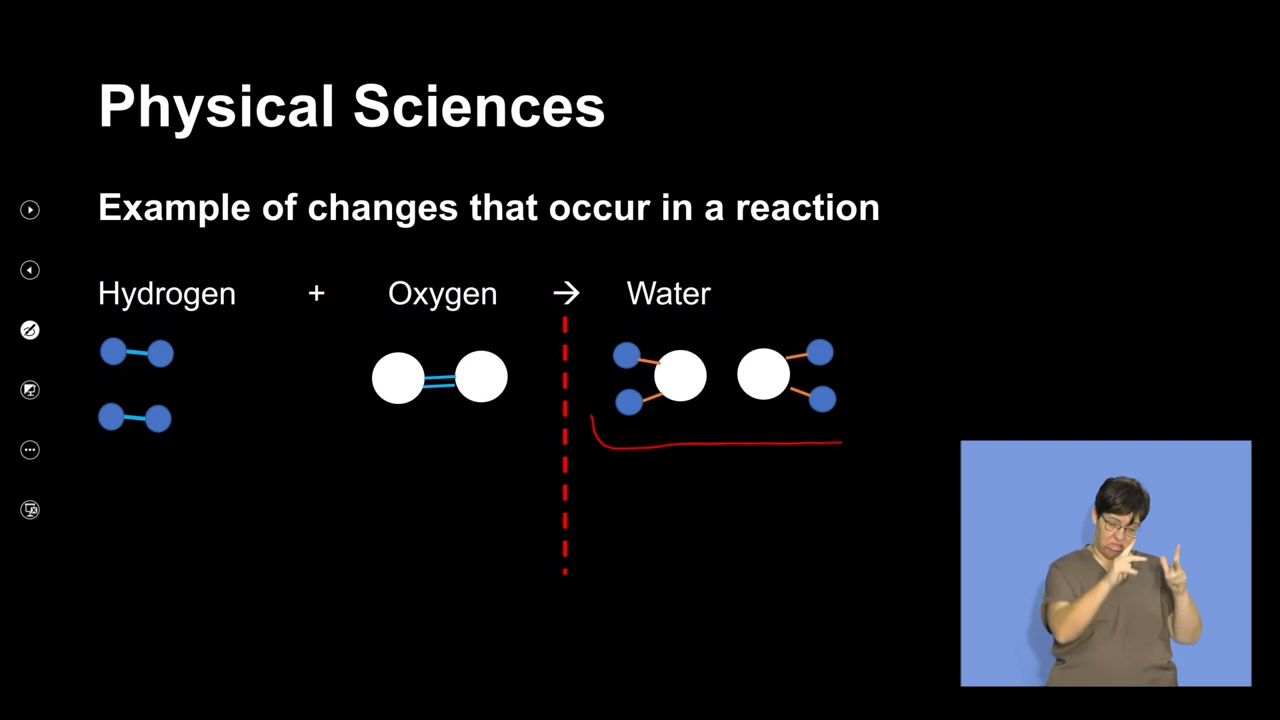 Physical Sciences
Example of changes that occur in a reaction
Hydrogen + Oxygen → Water